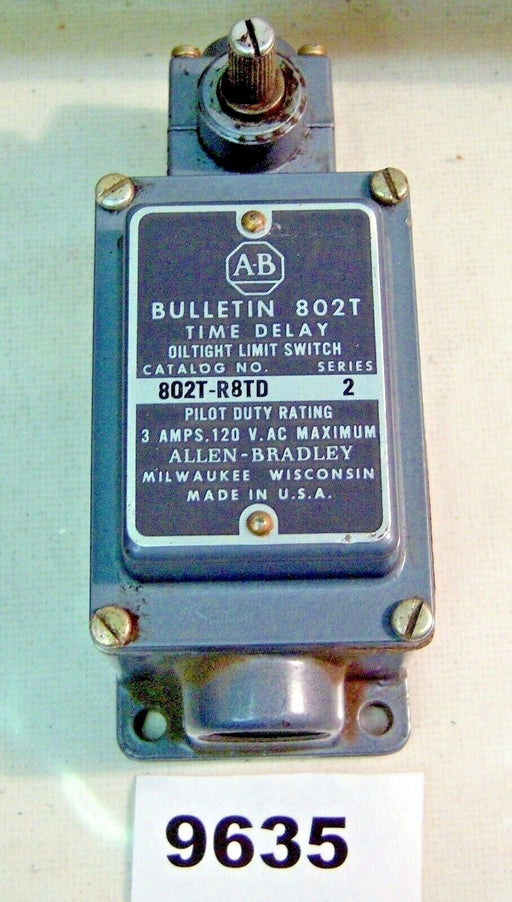 A-B
BULLETIN 802T
TIME DELAY
OILTIGHT LIMIT SWITCH
CATALOG NO. SERIES
802T-R8TD 2
PILOT DUTY RATING
3 AMPS, 120 V. AC MAXIMUM
ALLEN-BRADLEY
MILWAUKEE WISCONSIN
MADE IN U.S.A.
9635